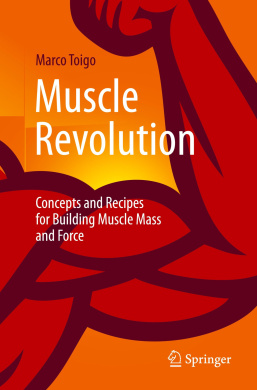 Marco Toigo
Muscle
Revolution
Concepts and Recipes
for Building Muscle Mass
and Force
Springer